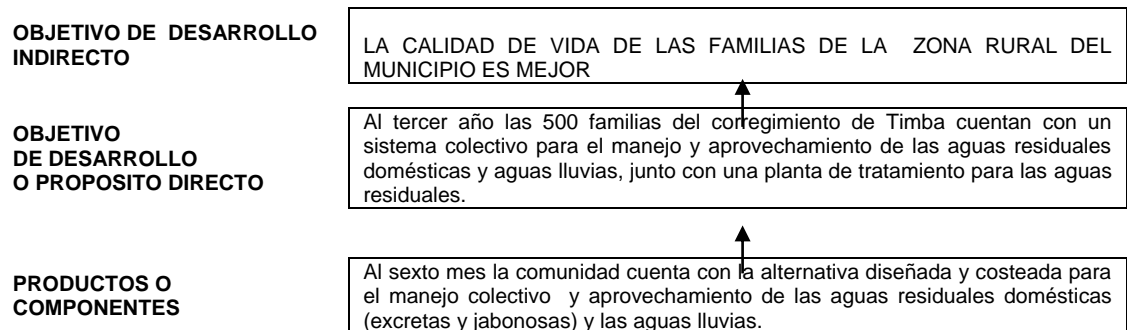 OBJETIVO DE DESARROLLO
INDIRECTO
LA CALIDAD DE VIDA DE LAS FAMILIAS DE LA ZONA RURAL DEL
MUNICIPIO ES MEJOR
OBJETIVO
DE DESARROLLO
O PROPOSITO DIRECTO
Al tercer año las 500 familias del corregimiento de Timba cuentan con un
sistema colectivo para el manejo y aprovechamiento de las aguas residuales
domésticas y aguas lluvias, junto con una planta de tratamiento para las aguas
residuales.
PRODUCTOS O
COMPONENTES
Al sexto mes la comunidad cuenta con la alternativa diseñada y costeada para
el manejo colectivo y aprovechamiento de las aguas residuales domésticas
(excretas y jabonosas) y las aguas lluvias.